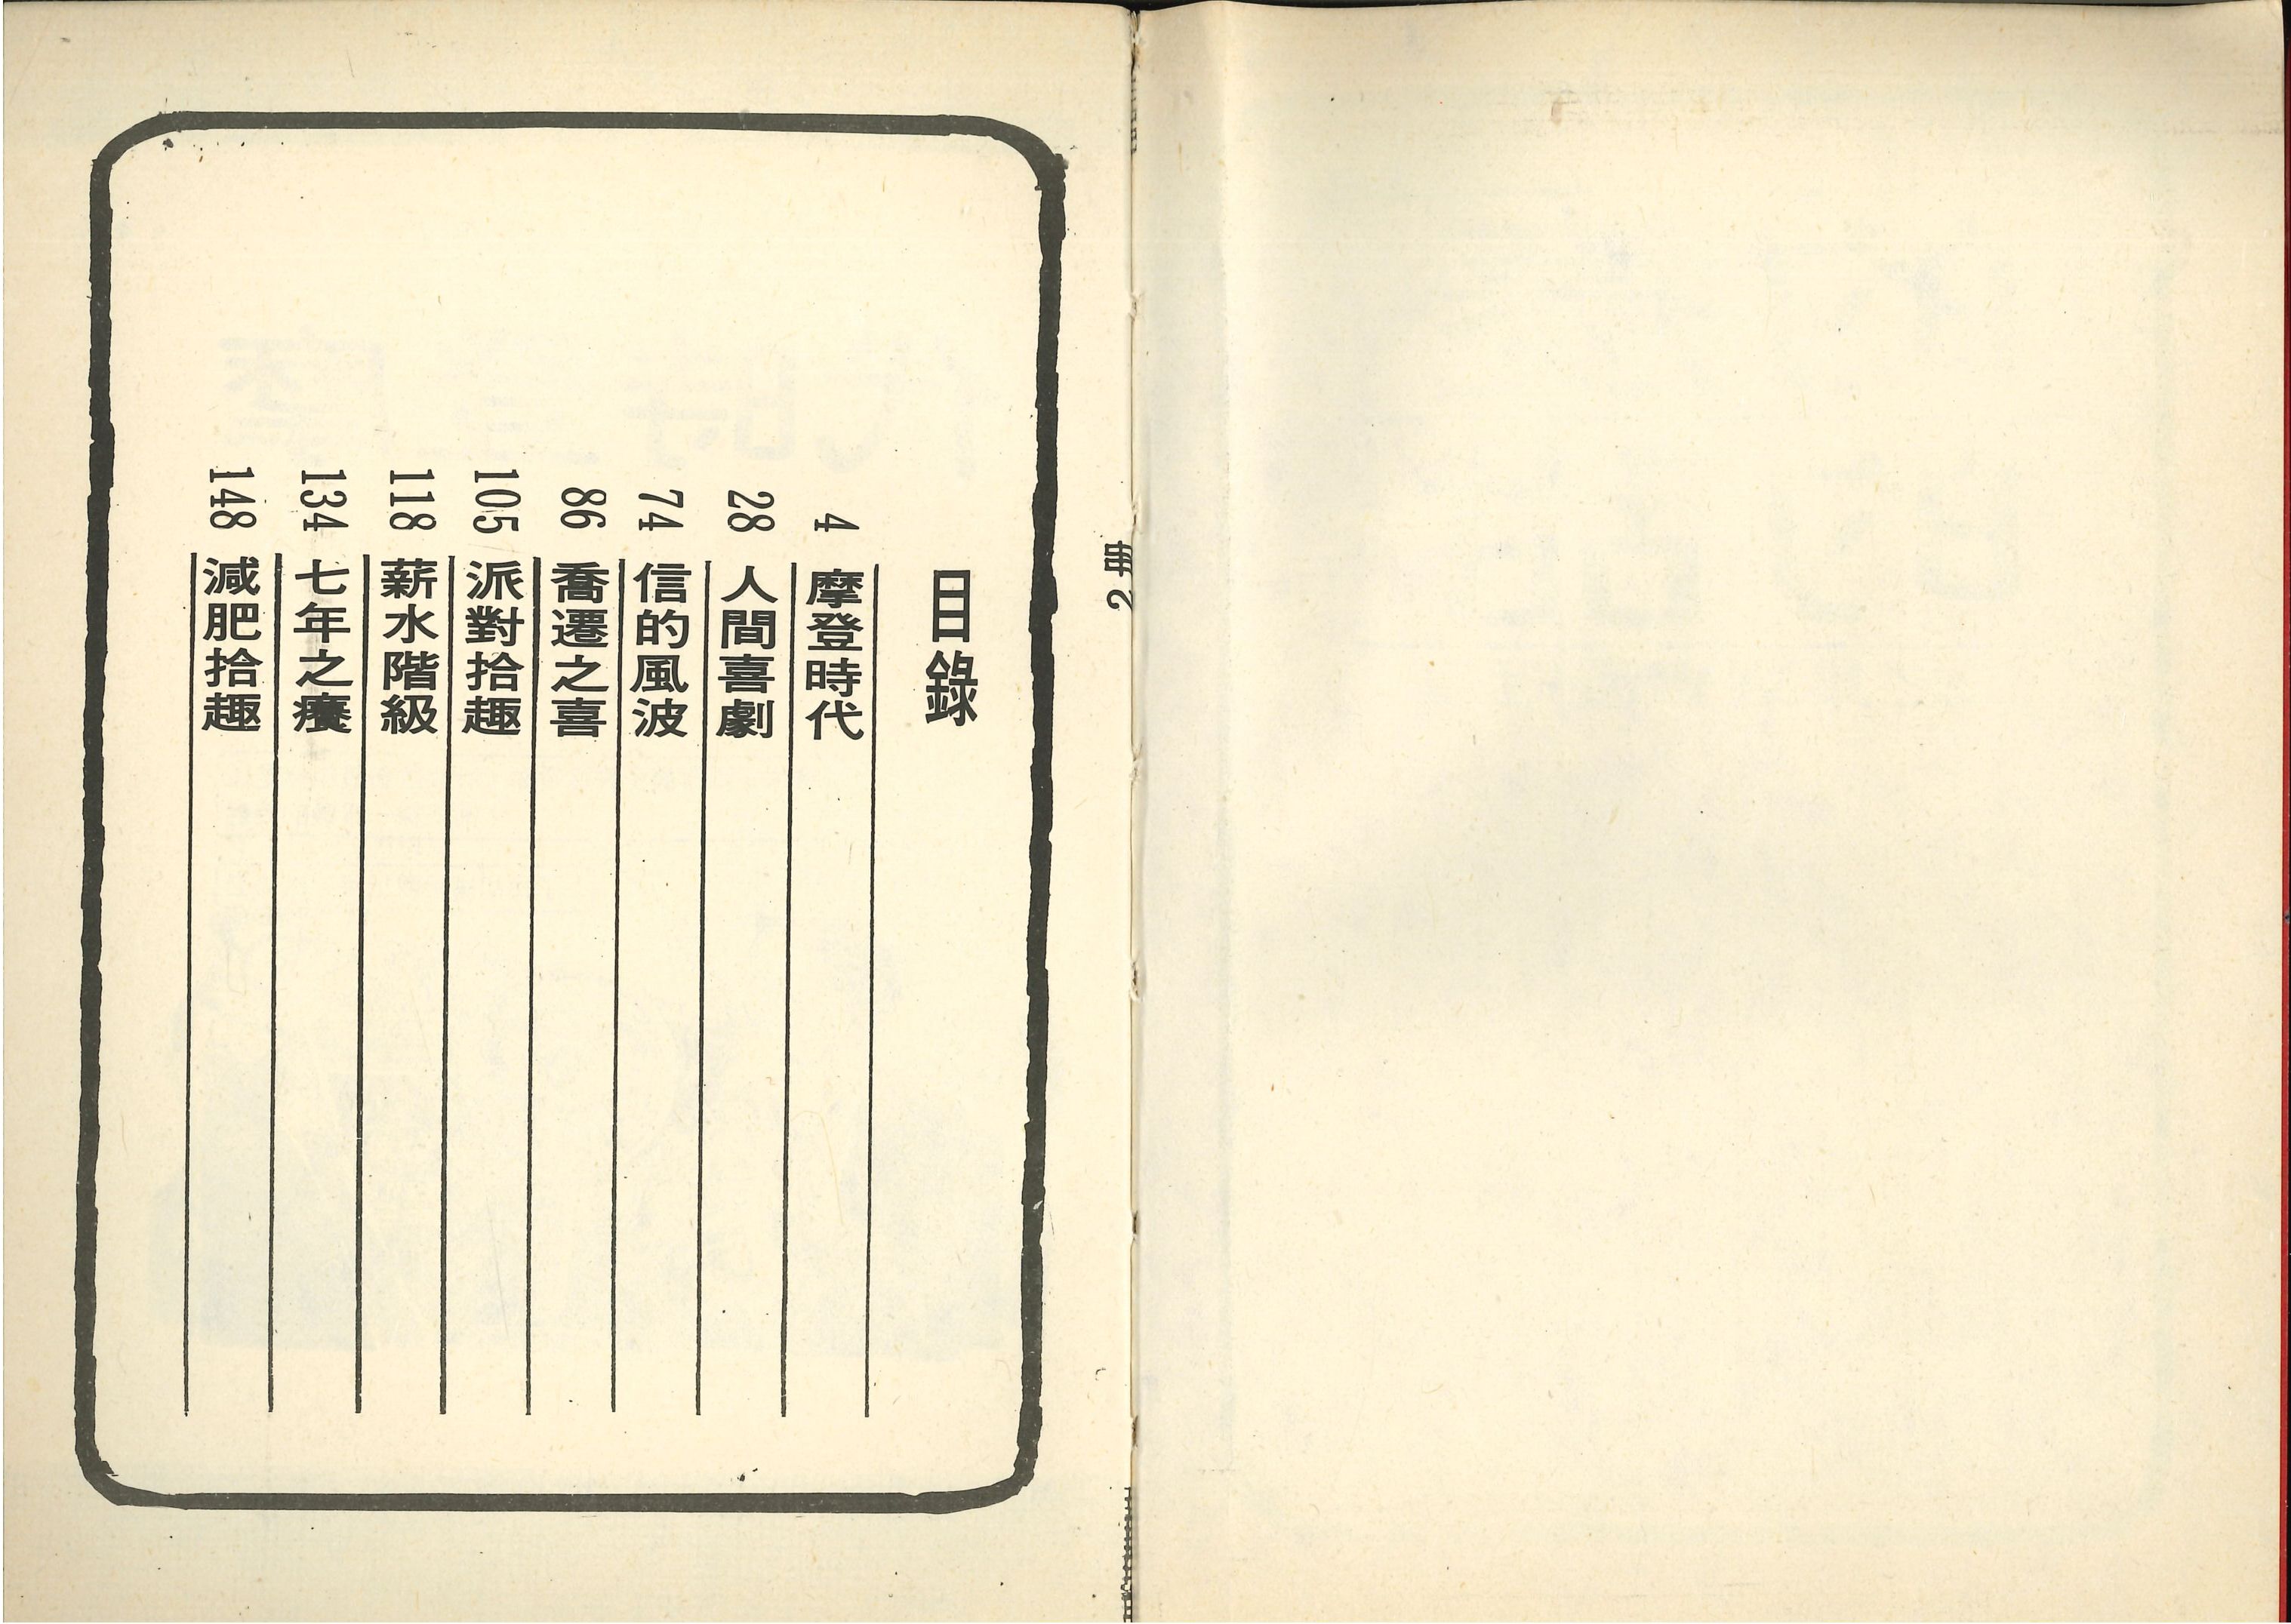 目錄
4 摩登時代
28 人間喜劇
74 信的風波
86 喬遷之喜
105 派對拾趣
118 薪水階級
134 七年之癢
148 減肥拾趣